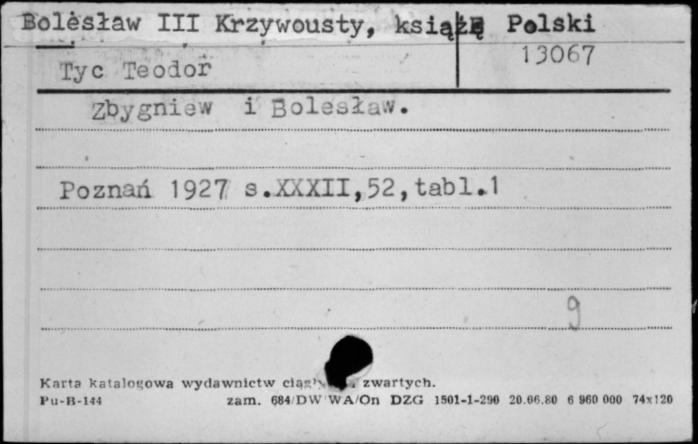 Bolesław III Krzywousty, książę Polski
13067
Tyc Teodor
Zbygniew i Bolesław.
Poznań 1927 s.XXXII,52,tabl.1
9
Karta katalogowa wydawnictw zwartych.
Pu-B-144 zam. 684/DW WA/On DZG 1501-1-290 20.06.80 6 960 000 74x120